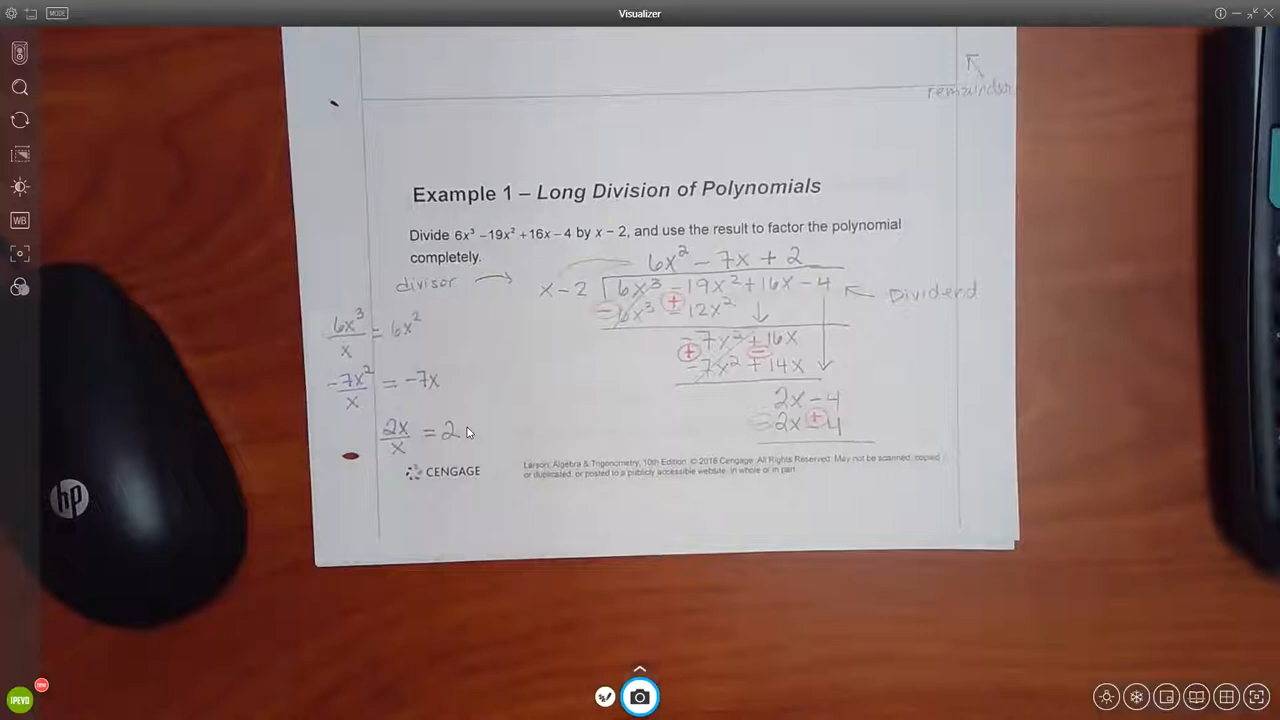 MODE
Visualizer
WB
remainder
Example 1 – Long Division of Polynomials
Divide 6x³ −19x² +16x − 4 by x − 2, and use the result to factor the polynomial
completely.
6x² − 7x + 2
divisor →
x − 2 ⟌ 6x³ − 19x² + 16x − 4 ← Dividend
− 6x³ ⊕ − 12x²
6x³/x = 6x²
− 7x² + 16x
⊕ − 7x² + 14x ⊖
−7x²/x = −7x
2x − 4
− 2x ⊕ − 4
2x/x = 2
CENGAGE
Larson, Algebra & Trigonometry, 10th Edition. © 2018 Cengage. All Rights Reserved. May not be scanned, copied
or duplicated, or posted to a publicly accessible website, in whole or in part.
hp
IPEVO